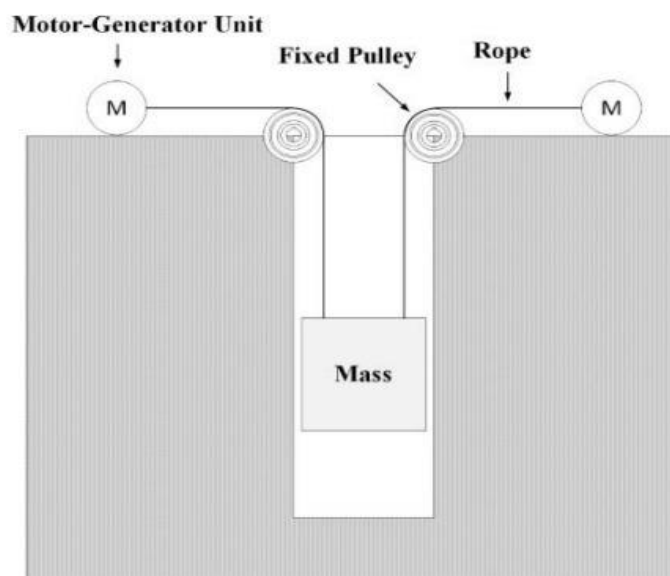 Motor-Generator Unit
Fixed Pulley
Rope
M
M
Mass